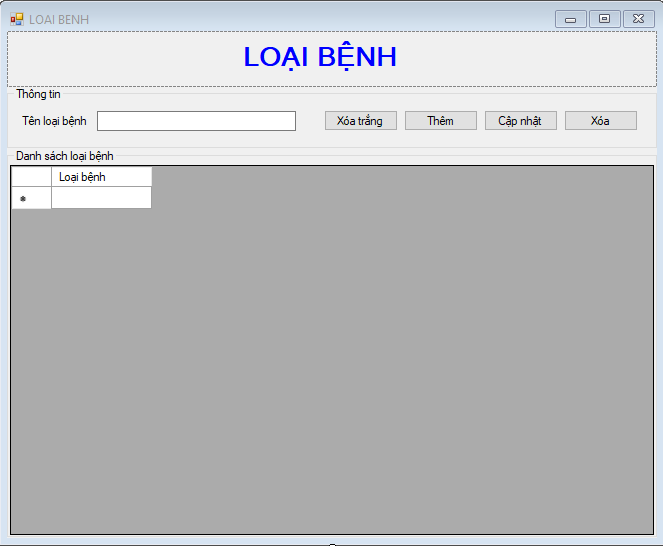 LOAI BENH
LOẠI BỆNH
Thông tin
Tên loại bệnh
Xóa trắng
Thêm
Cập nhật
Xóa
Danh sách loại bệnh
Loại bệnh
*